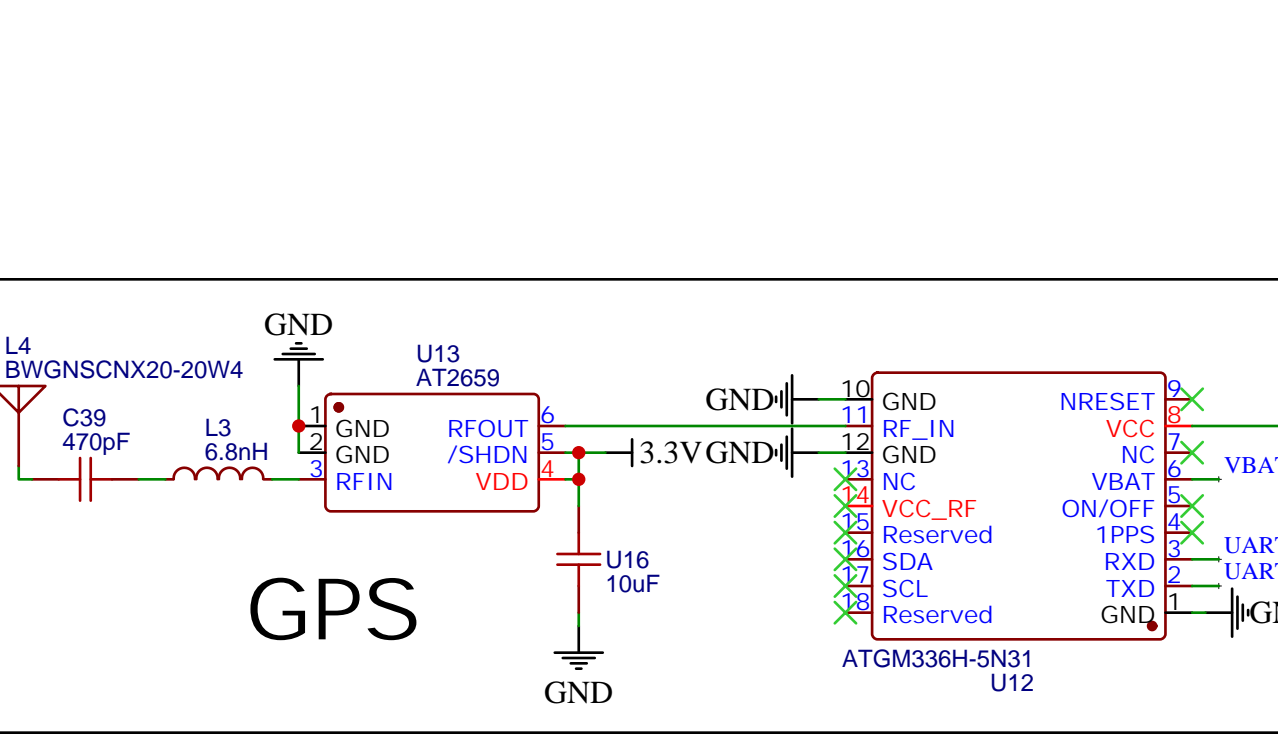 L4
BWGNSCNX20-20W4
C39
470pF
L3
6.8nH
GND
U13
AT2659
1 GND
2 GND
3 RFIN
RFOUT 6
/SHDN 5
VDD 4
3.3V
U16
10uF
GND
GPS
GND
GND
10 GND
11 RF_IN
12 GND
13 NC
14 VCC_RF
15 Reserved
16 SDA
17 SCL
18 Reserved
NRESET 9
VCC 8
NC 7
VBAT 6
ON/OFF 5
1PPS 4
RXD 3
TXD 2
GND 1
VBAT
UART
UART
ATGM336H-5N31
U12